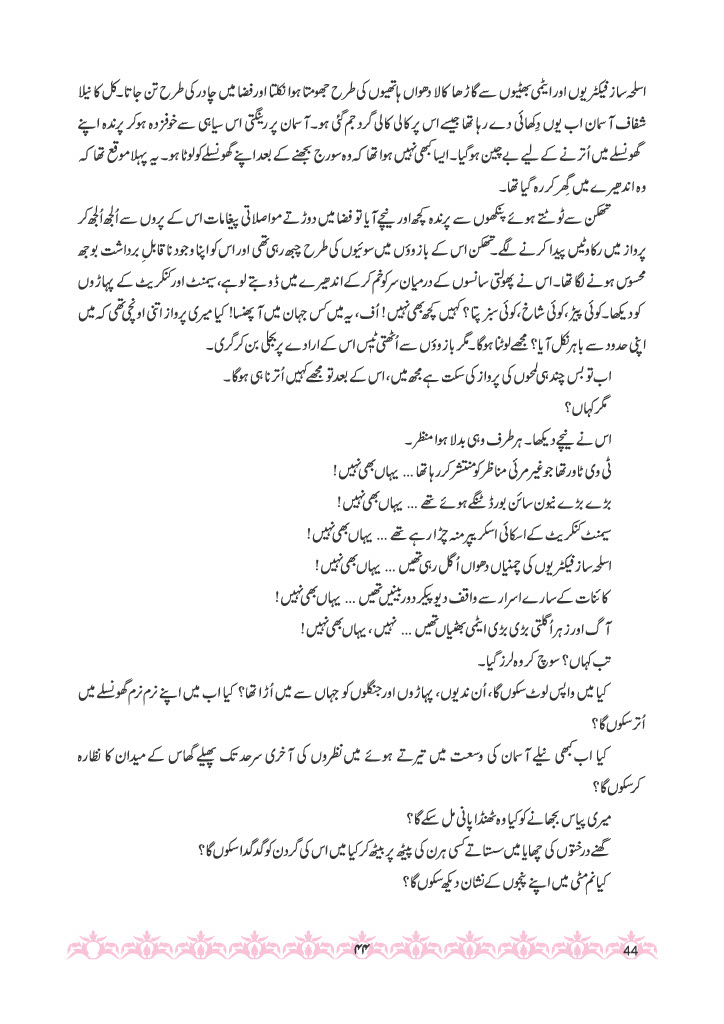 اسلحہ ساز فیکٹریوں اور ایٹمی بھٹیوں سے گاڑھا کالا دھواں ہاتھیوں کی طرح جھومتا ہوا نکلتا اور فضا میں چادر کی طرح تن جاتا۔ کل کا نیلا
شفاف آسمان اب یوں دِکھائی دے رہا تھا جیسے اس پر کالی کالی گرد جم گئی ہو۔ آسمان پر رینگتی اس سیاہی سے خوفزدہ ہو کر پرندہ اپنے
گھونسلے میں اُترنے کے لیے بے چین ہو گیا۔ ایسا کبھی نہیں ہوا تھا کہ وہ سورج بجھنے کے بعد اپنے گھونسلے کو لوٹا ہو۔ یہ پہلا موقع تھا کہ
وہ اندھیرے میں گِھر کر رہ گیا تھا۔
تھکن سے ٹوٹتے ہوئے پنکھوں سے پرندہ کچھ اور نیچے آیا تو فضا میں دوڑتے مواصلاتی پیغامات اس کے پروں سے اُلجھ اُلجھ کر
پرواز میں رکاوٹیں پیدا کرنے لگے۔ تھکن اس کے بازوؤں میں سوئیوں کی طرح چبھ رہی تھی اور اس کو اپنا وجود ناقابلِ برداشت بوجھ
محسوس ہونے لگا تھا۔ اس نے پھولتی سانسوں کے درمیان سر کو خم کر کے اندھیرے میں ڈوبتے لوہے، سیمنٹ اور کنکریٹ کے پہاڑوں
کو دیکھا۔ کوئی پیڑ، کوئی شاخ، کوئی سبز پتا؟ کہیں کچھ بھی نہیں! اُف، یہ میں کس جہان میں آ پھنسا! کیا میری پرواز اتنی اونچی تھی کہ میں
اپنی حدود سے باہر نکل آیا؟ مجھے لوٹنا ہوگا۔ مگر بازوؤں سے اُٹھتی ٹیس اس کے ارادے پر بجلی بن کر گری۔
اب تو بس چند ہی لمحوں کی پرواز کی سکت ہے مجھ میں، اس کے بعد تو مجھے کہیں اُترنا ہی ہوگا۔
مگر کہاں؟
اس نے نیچے دیکھا۔ ہر طرف وہی بدلا ہوا منظر۔
ٹی وی ٹاور تھا جو غیر مرئی مناظر کو منتشر کر رہا تھا ... یہاں بھی نہیں!
بڑے بڑے نیون سائن بورڈ ٹنگے ہوئے تھے ... یہاں بھی نہیں!
سیمنٹ کنکریٹ کے اسکائی اسکریپر منہ چڑا رہے تھے ... یہاں بھی نہیں!
اسلحہ ساز فیکٹریوں کی چمنیاں دھواں اُگل رہی تھیں ... یہاں بھی نہیں!
کائنات کے سارے اسرار سے واقف دیو پیکر دوربینیں تھیں ... یہاں بھی نہیں!
آگ اور زہر اُگلتی بڑی بڑی ایٹمی بھٹیاں تھیں ... نہیں، یہاں بھی نہیں!
تب کہاں؟ سوچ کر وہ لرز گیا۔
کیا میں واپس لوٹ سکوں گا، اُن ندیوں، پہاڑوں اور جنگلوں کو جہاں سے میں اُڑا تھا؟ کیا اب میں اپنے نرم نرم گھونسلے میں
اُتر سکوں گا؟
کیا اب کبھی نیلے آسمان کی وسعت میں تیرتے ہوئے میں نظروں کی آخری سرحد تک پھیلے گھاس کے میدان کا نظارہ
کر سکوں گا؟
میری پیاس بجھانے کو کیا وہ ٹھنڈا پانی مل سکے گا؟
گھنے درختوں کی چھایا میں سستاتے کسی ہرن کی پیٹھ پر بیٹھ کر کیا میں اس کی گردن کو گدگدا سکوں گا؟
کیا نم مٹی میں اپنے پنجوں کے نشان دیکھ سکوں گا؟
۴۴
44